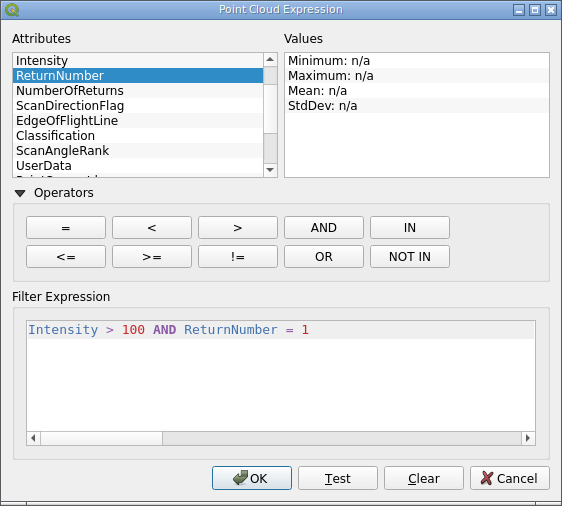 Point Cloud Expression
Attributes
Values
Intensity
ReturnNumber
NumberOfReturns
ScanDirectionFlag
EdgeOfFlightLine
Classification
ScanAngleRank
UserData
Minimum: n/a
Maximum: n/a
Mean: n/a
StdDev: n/a
Operators
= < > AND IN
<= >= != OR NOT IN
Filter Expression
Intensity > 100 AND ReturnNumber = 1
OK Test Clear Cancel